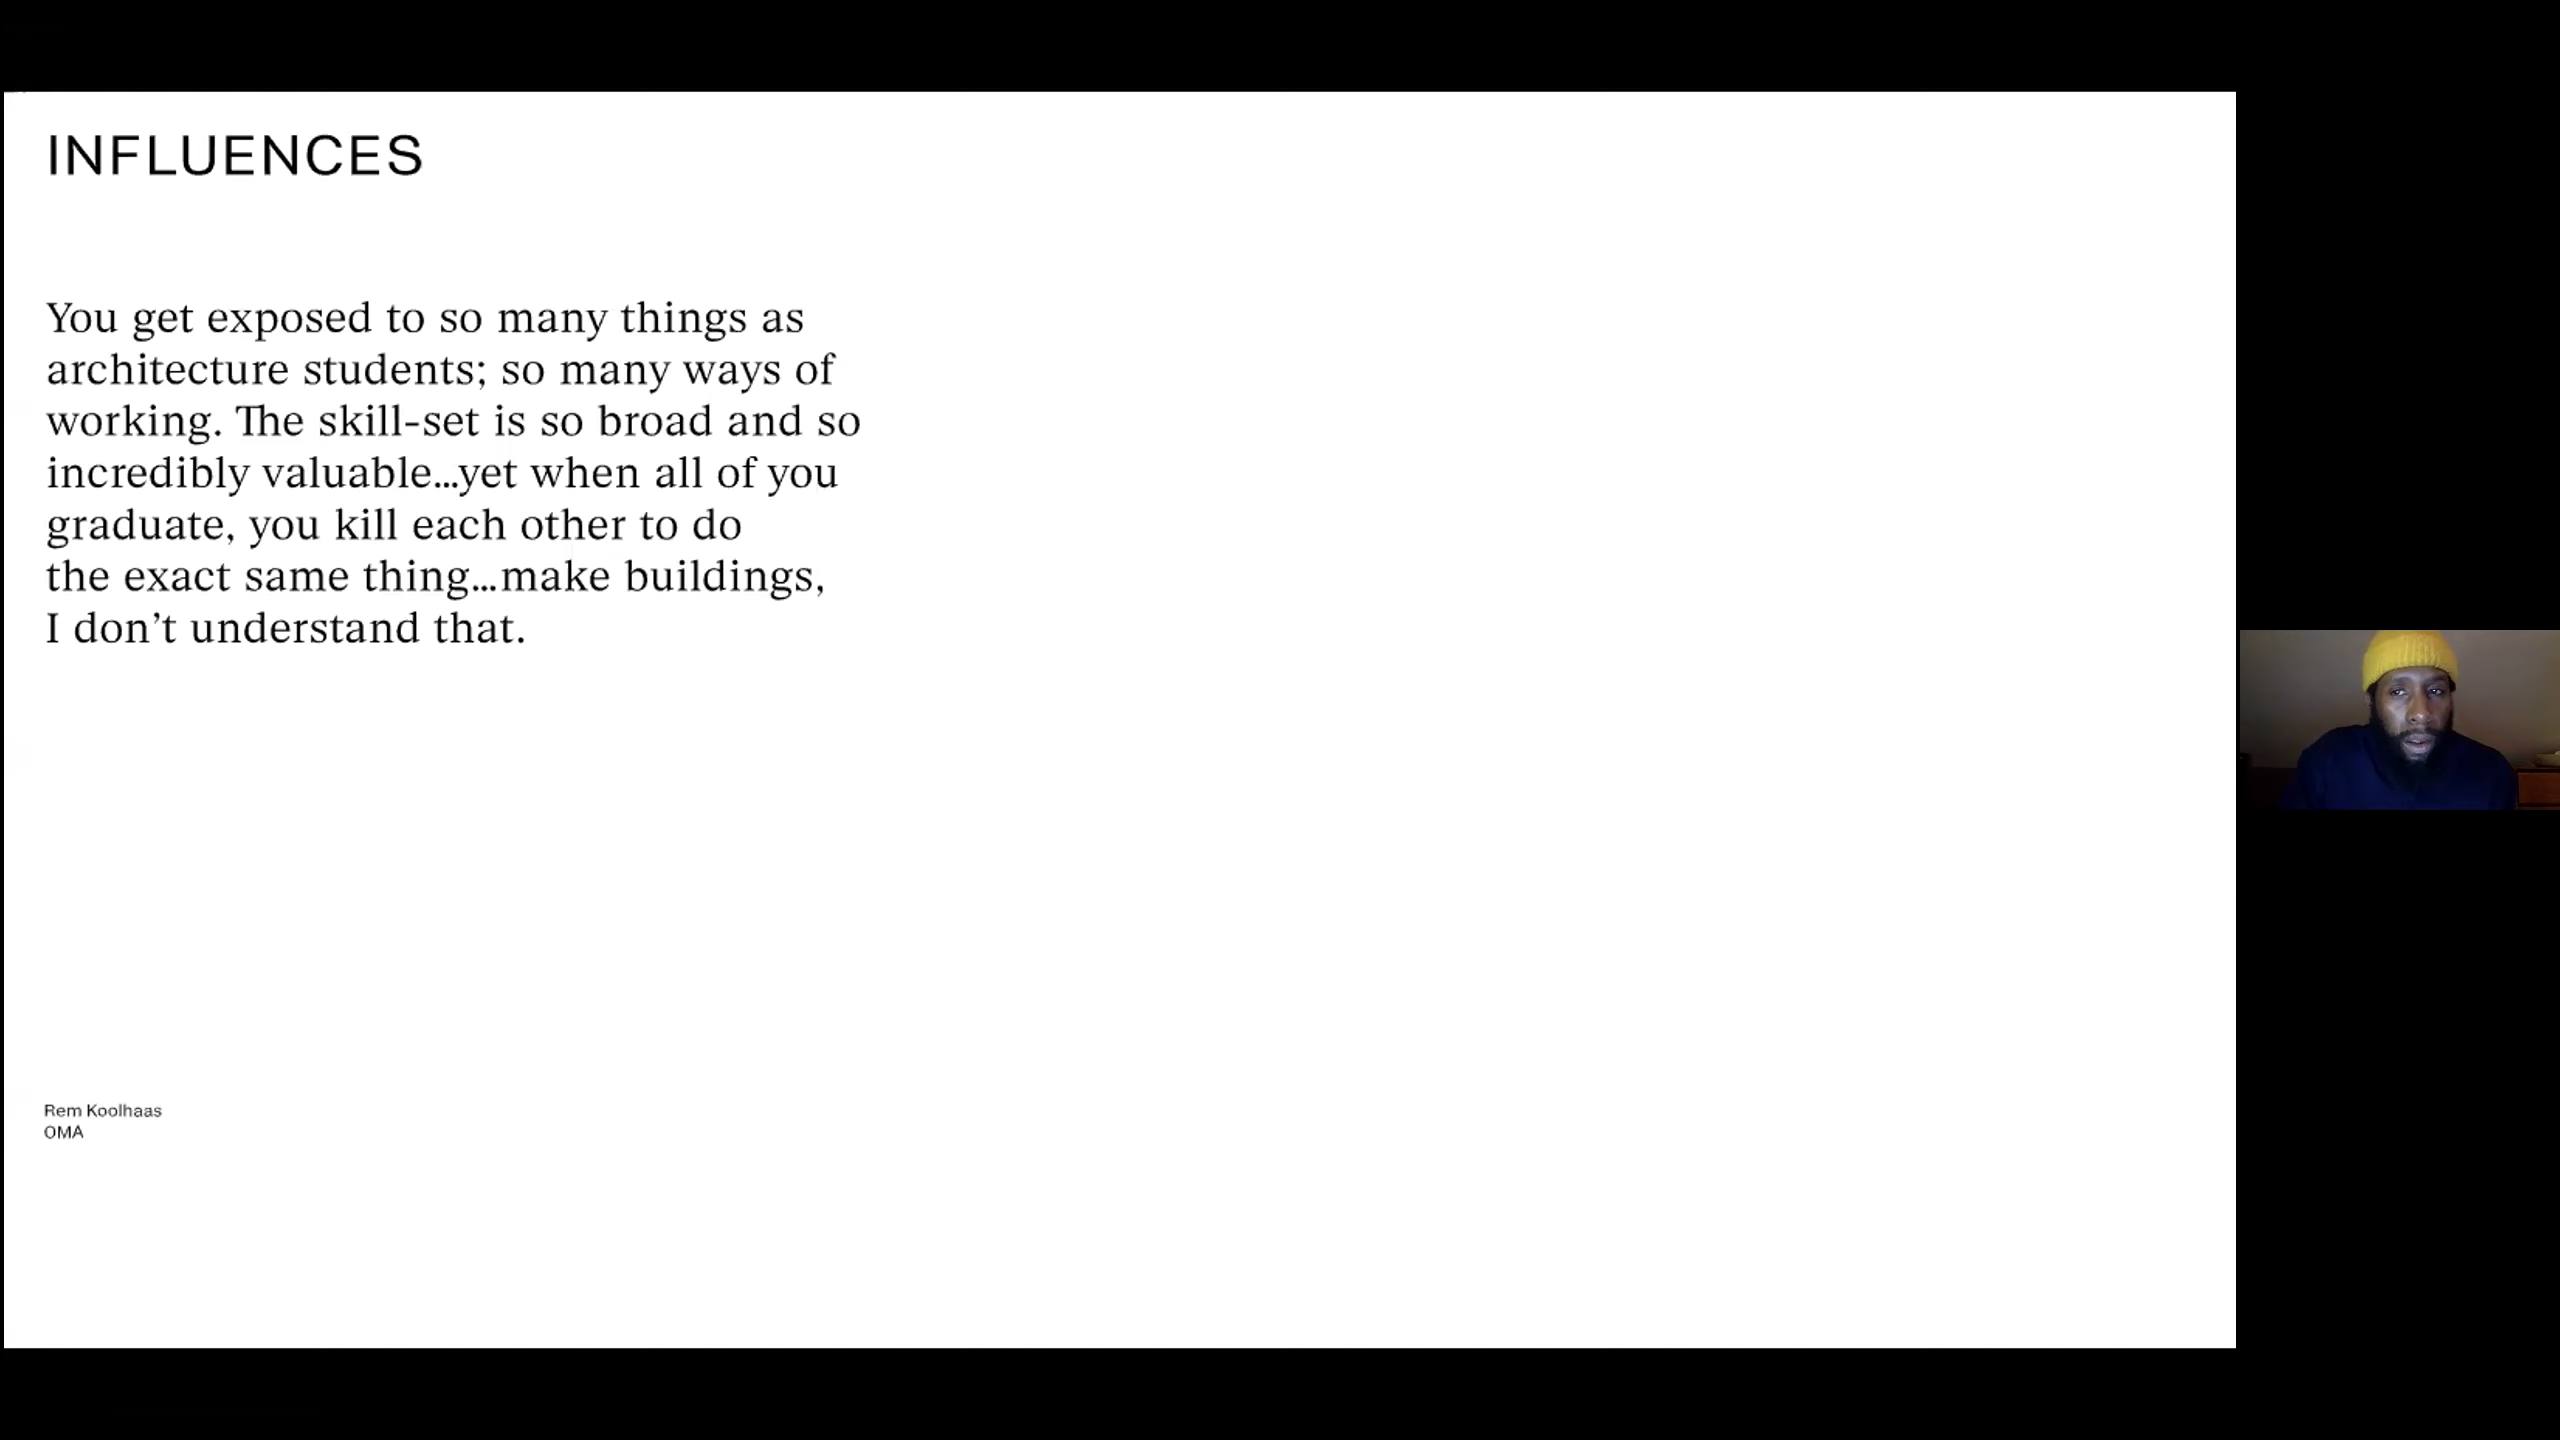 INFLUENCES
You get exposed to so many things as
architecture students; so many ways of
working. The skill-set is so broad and so
incredibly valuable...yet when all of you
graduate, you kill each other to do
the exact same thing...make buildings,
I don’t understand that.
Rem Koolhaas
OMA